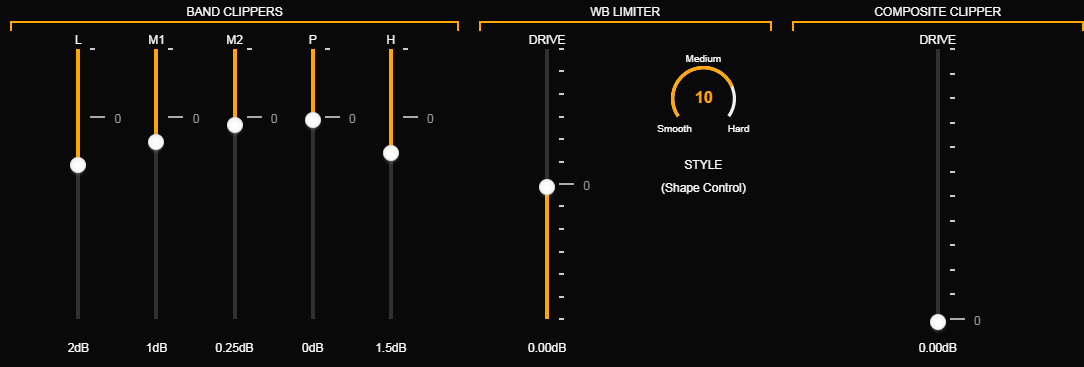 BAND CLIPPERS WB LIMITER COMPOSITE CLIPPER
L M1 M2 P H DRIVE DRIVE
Medium
10
0 0 0 0 0
Smooth Hard
STYLE
0
(Shape Control)
0
2dB 1dB 0.25dB 0dB 1.5dB 0.00dB 0.00dB